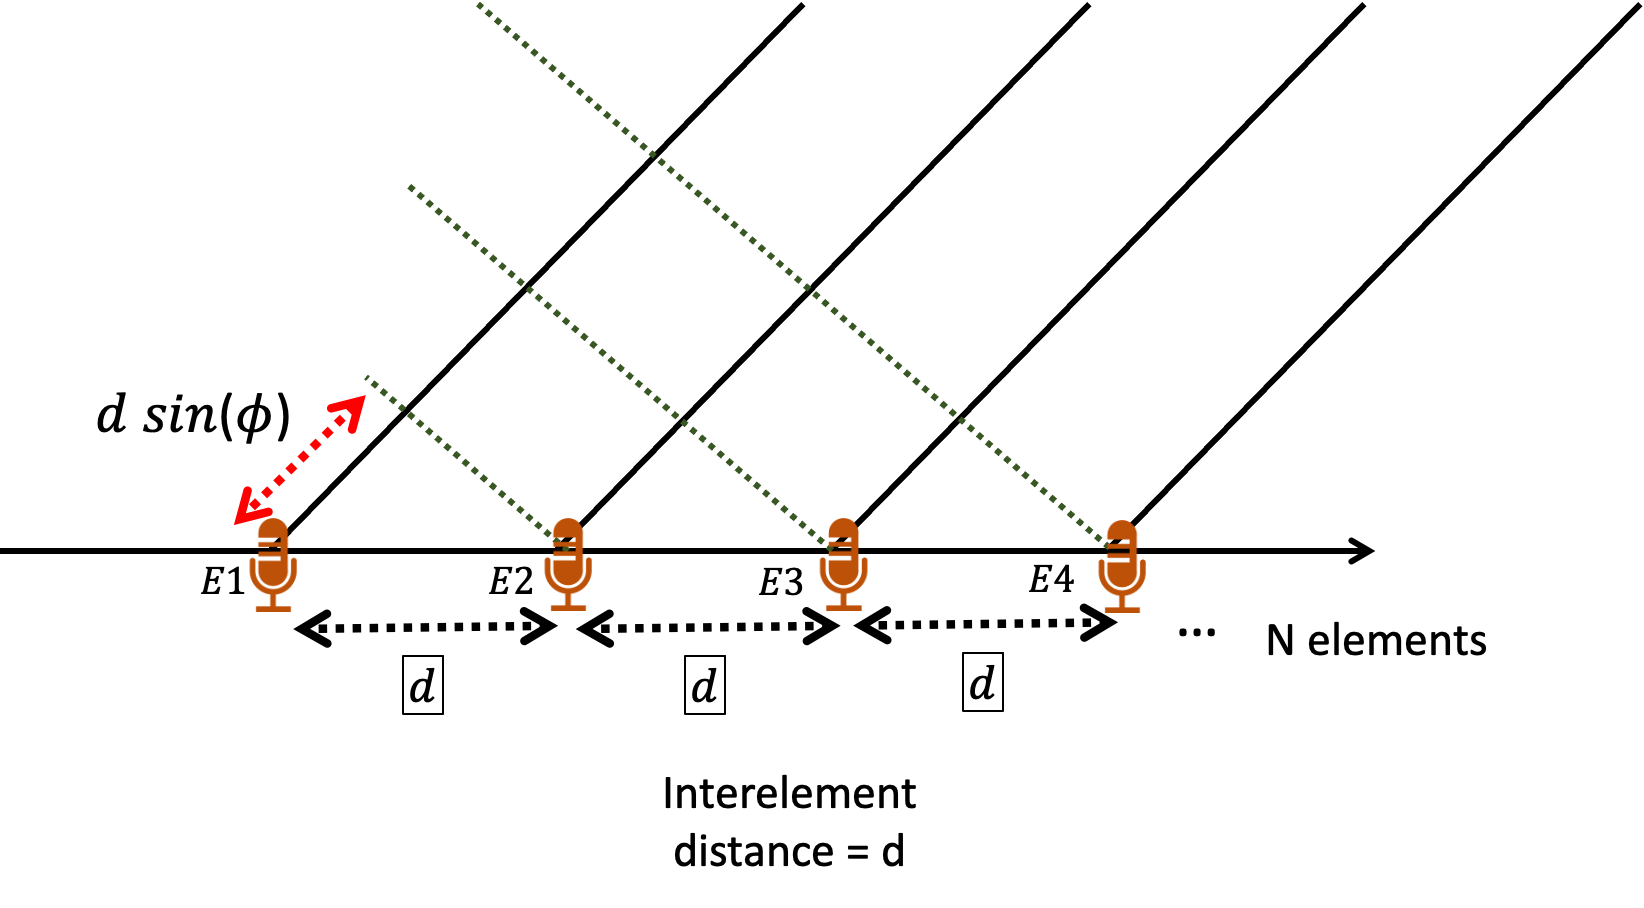 d sin(ϕ)
E1
E2
E3
E4
d
d
d
... N elements
Interelement
distance = d